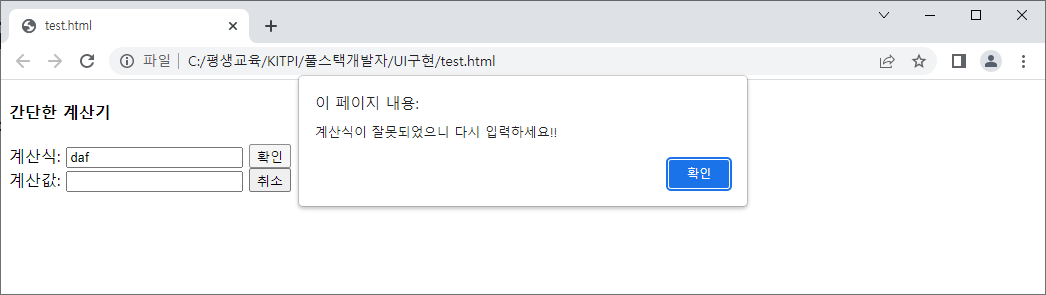 test.html
파일 C:/평생교육/KITPI/풀스택개발자/UI구현/test.html
간단한 계산기
계산식: daf 확인
계산값: 취소
이 페이지 내용:
계산식이 잘못되었으니 다시 입력하세요!!
확인